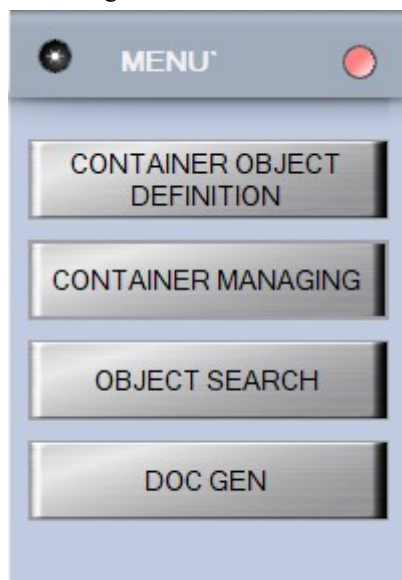 MENU`
CONTAINER OBJECT
DEFINITION
CONTAINER MANAGING
OBJECT SEARCH
DOC GEN